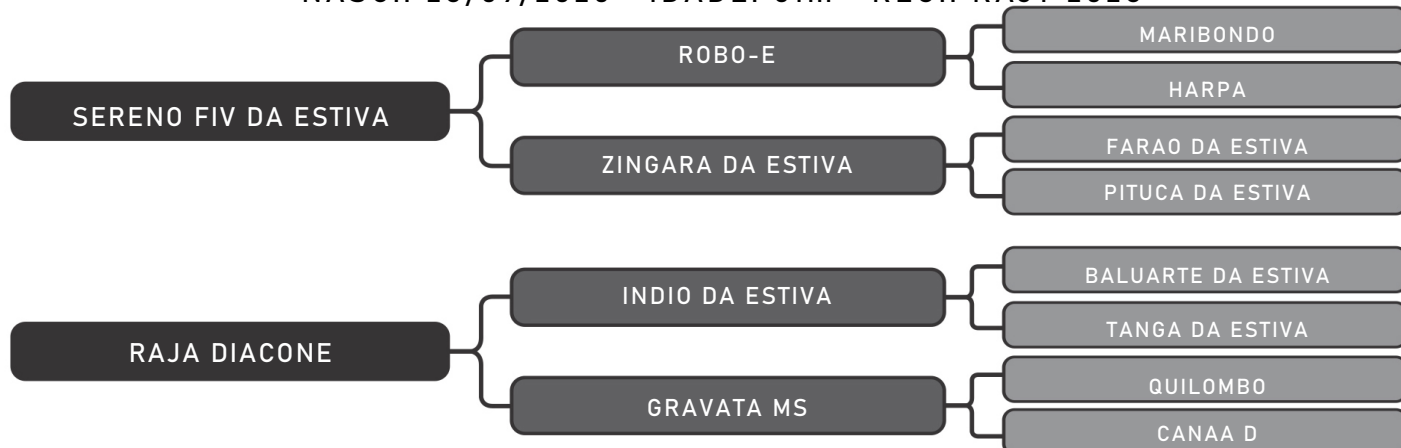 ROBO-E
MARIBONDO
HARPA
SERENO FIV DA ESTIVA
ZINGARA DA ESTIVA
FARAO DA ESTIVA
PITUCA DA ESTIVA
INDIO DA ESTIVA
BALUARTE DA ESTIVA
TANGA DA ESTIVA
RAJA DIACONE
GRAVATA MS
QUILOMBO
CANAA D